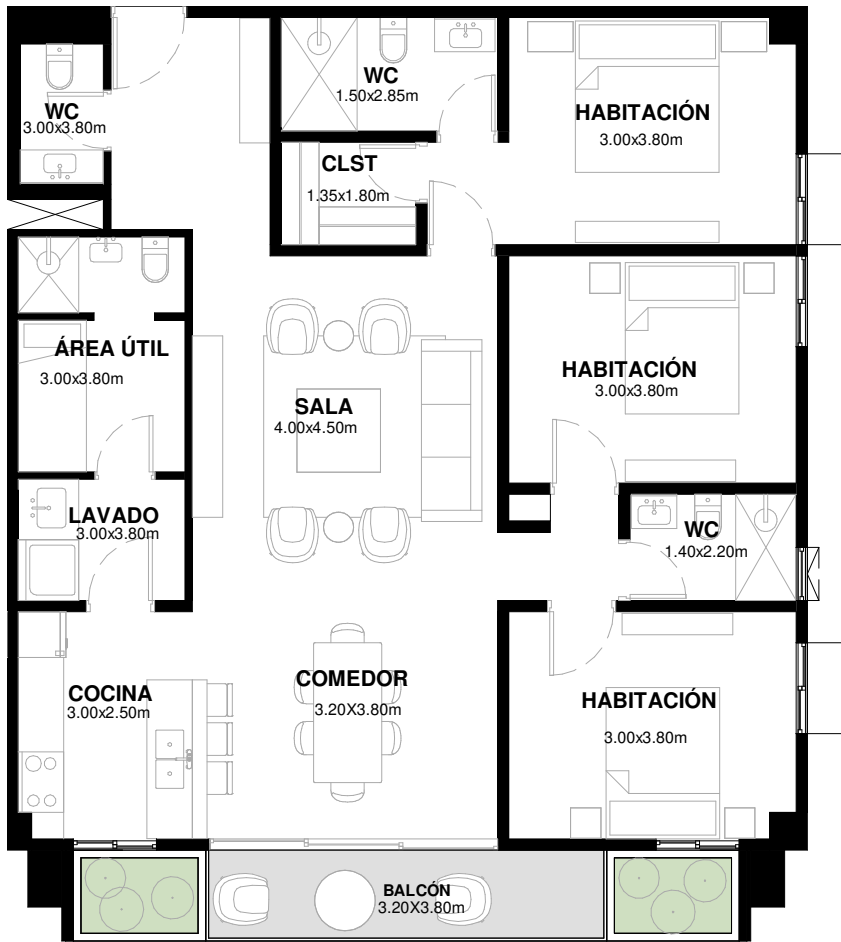 WC
1.50x2.85m
WC
3.00x3.80m
HABITACIÓN
3.00x3.80m
CLST
1.35x1.80m
ÁREA ÚTIL
3.00x3.80m
HABITACIÓN
3.00x3.80m
SALA
4.00x4.50m
LAVADO
3.00x3.80m
WC
1.40x2.20m
COMEDOR
3.20X3.80m
COCINA
3.00x2.50m
HABITACIÓN
3.00x3.80m
BALCÓN
3.20X3.80m